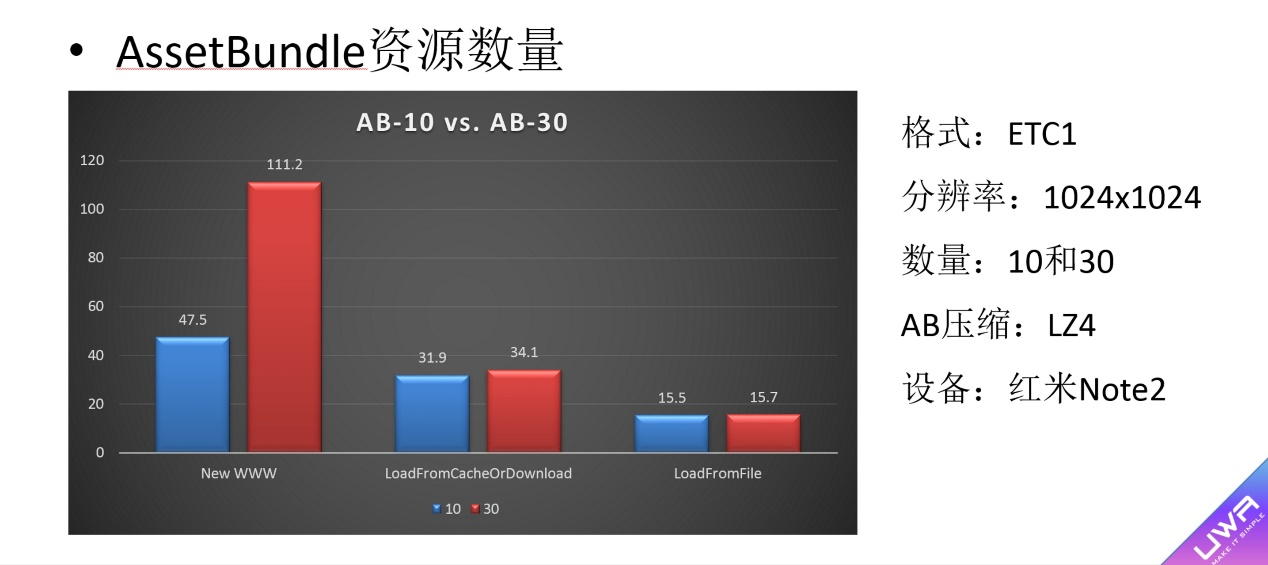 • AssetBundle资源数量
AB-10 vs. AB-30
120
100
80
60
40
20
0
47.5
111.2
31.9
34.1
15.5
15.7
New WWW
LoadFromCacheOrDownload
LoadFromFile
10 30
格式：ETC1
分辨率：1024x1024
数量：10和30
AB压缩：LZ4
设备：红米Note2
UWA
MAKE IT SIMPLE